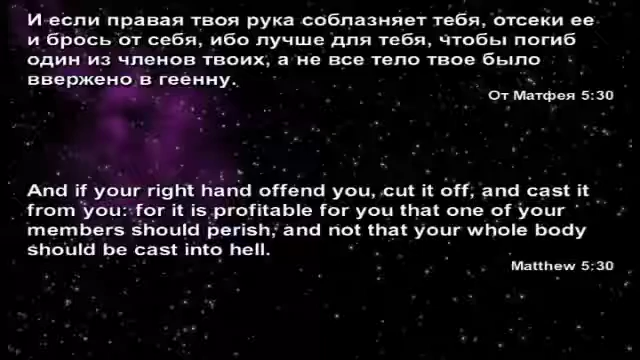 И если правая твоя рука соблазняет тебя, отсеки ее
и брось от себя, ибо лучше для тебя, чтобы погиб
один из членов твоих, а не все тело твое было
ввержено в геенну.
От Матфея 5:30
And if your right hand offend you, cut it off, and cast it
from you: for it is profitable for you that one of your
members should perish, and not that your whole body
should be cast into hell.
Matthew 5:30